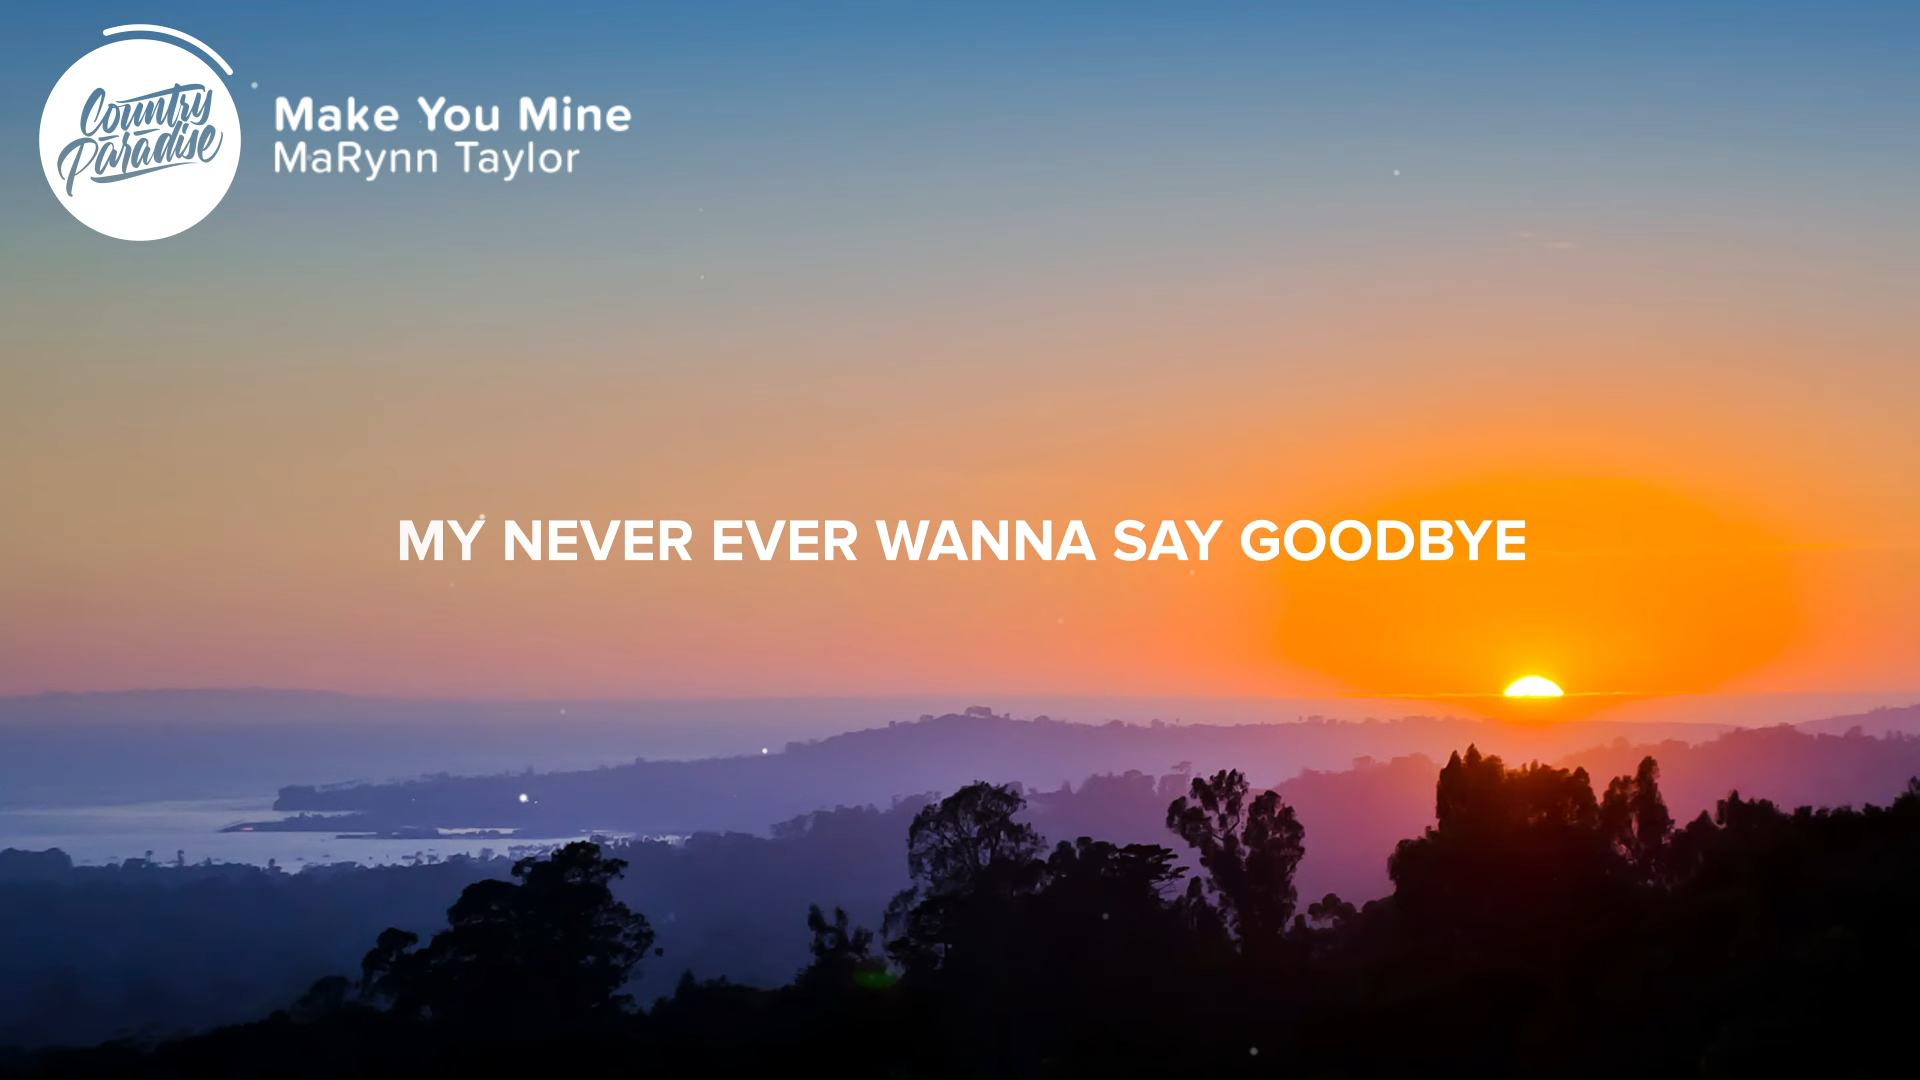 Country
Paradise
Make You Mine
MaRynn Taylor
MY NEVER EVER WANNA SAY GOODBYE